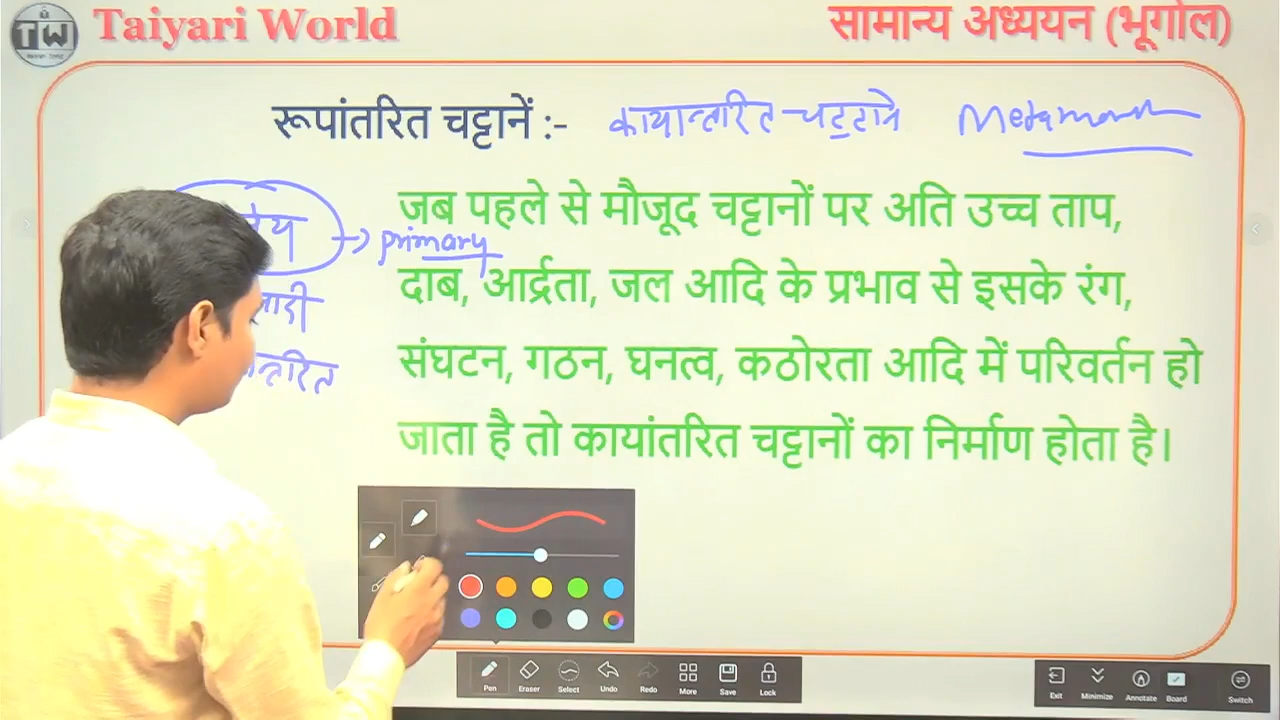 TW Taiyari World सामान्य अध्ययन (भूगोल)
रूपांतरित चट्टानें :- कायान्तरित चट्टाने
जब पहले से मौजूद चट्टानों पर अति उच्च ताप,
primary
दाब, आर्द्रता, जल आदि के प्रभाव से इसके रंग,
संघटन, गठन, घनत्व, कठोरता आदि में परिवर्तन हो
जाता है तो कायांतरित चट्टानों का निर्माण होता है।
Pen Eraser Select Undo Redo More Save Lock
Exit Minimize Annotate Board Switch